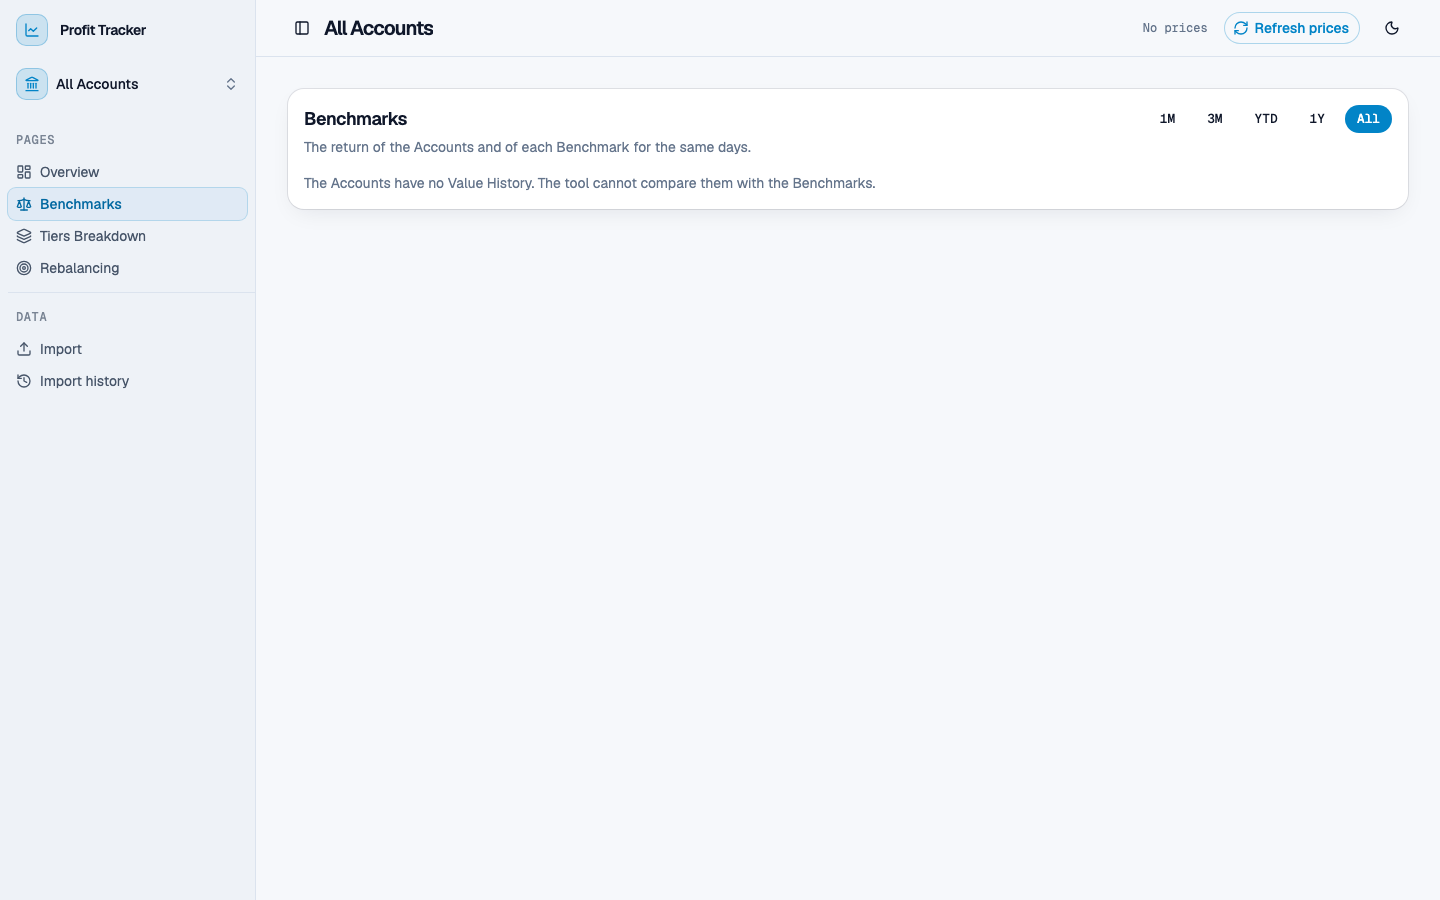 Profit Tracker
All Accounts
PAGES
Overview
Benchmarks
Tiers Breakdown
Rebalancing
DATA
Import
Import history
All Accounts
No prices
Refresh prices
Benchmarks
1M 3M YTD 1Y All
The return of the Accounts and of each Benchmark for the same days.
The Accounts have no Value History. The tool cannot compare them with the Benchmarks.